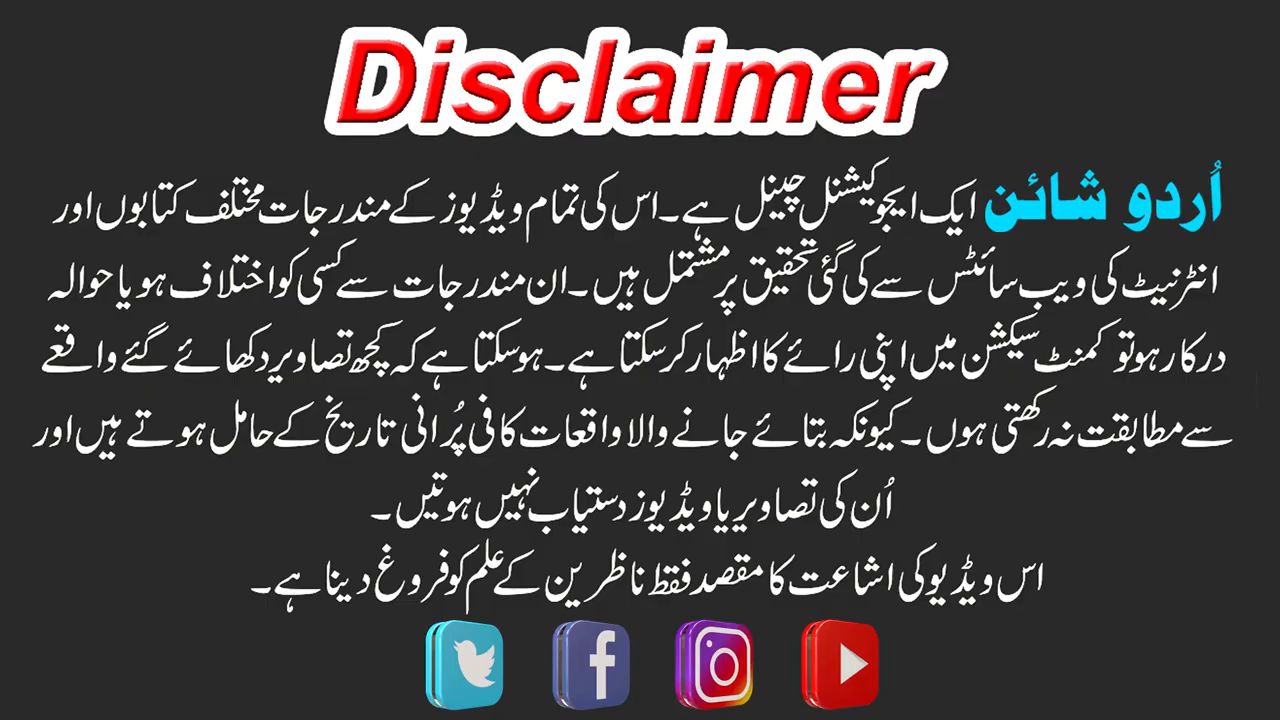 Disclaimer
اُردو شائن ایک ایجوکیشنل چینل ہے۔ اس کی تمام ویڈیوز کے مندرجات مختلف کتابوں اور
انٹرنیٹ کی ویب سائٹس سے کی گئی تحقیق پر مشتمل ہیں۔ ان مندرجات سے کسی کو اختلاف ہو یا حوالہ
درکار ہو تو کمنٹ سیکشن میں اپنی رائے کا اظہار کر سکتا ہے۔ ہو سکتا ہے کہ کچھ تصاویر دکھائے گئے واقعے
سے مطابقت نہ رکھتی ہوں۔ کیونکہ بتائے جانے والا واقعات کافی پُرانی تاریخ کے حامل ہوتے ہیں اور
اُن کی تصاویر یا ویڈیوز دستیاب نہیں ہوتیں۔
اس ویڈیو کی اشاعت کا مقصد فقط ناظرین کے علم کو فروغ دینا ہے۔